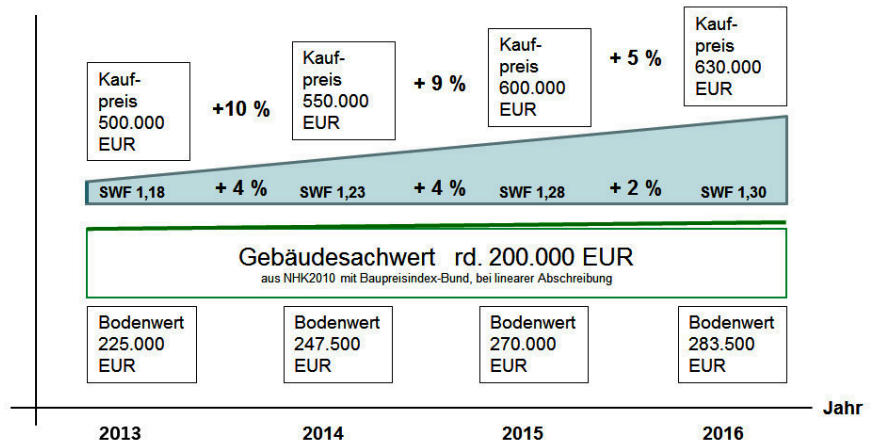 Kauf-
preis
500.000
EUR
+10 %
Kauf-
preis
550.000
EUR
+ 9 %
Kauf-
preis
600.000
EUR
+ 5 %
Kauf-
preis
630.000
EUR
SWF 1,18
+ 4 %
SWF 1,23
+ 4 %
SWF 1,28
+ 2 %
SWF 1,30
Gebäudesachwert rd. 200.000 EUR
aus NHK2010 mit Baupreisindex-Bund, bei linearer Abschreibung
Bodenwert
225.000
EUR
Bodenwert
247.500
EUR
Bodenwert
270.000
EUR
Bodenwert
283.500
EUR
Jahr
2013
2014
2015
2016